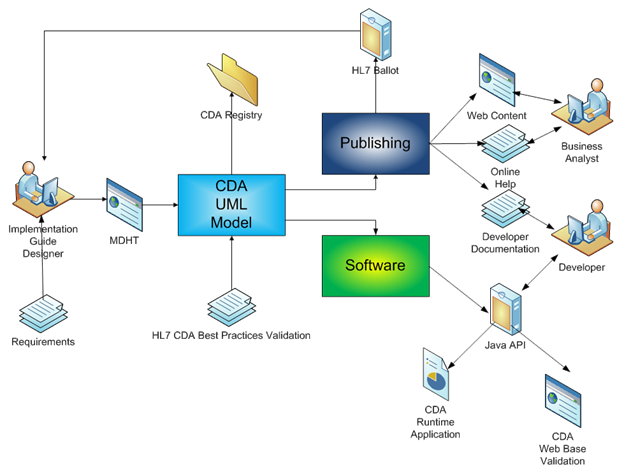 HL7 Ballot
CDA Registry
Publishing
Web Content
Business
Analyst
Online
Help
CDA
UML
Model
Implementation
Guide
Designer
MDHT
Developer
Documentation
Developer
Software
Requirements
HL7 CDA Best Practices Validation
Java API
CDA
Runtime
Application
CDA
Web Base
Validation